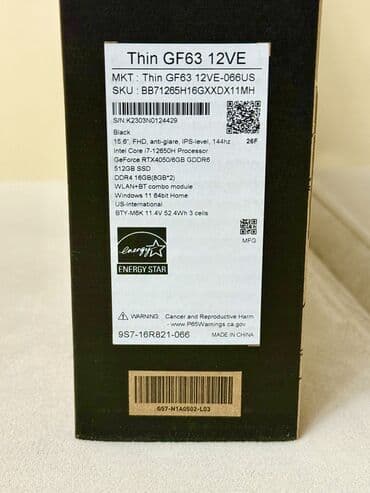 Thin GF63 12VE
MKT : Thin GF63 12VE-066US
SKU : BB71265H16GXXDX11MH
S/N:K2303N0124429
Black
15.6", FHD, anti-glare, IPS-level, 144hz 26F
Intel Core i7-12650H Processor
GeForce RTX4050/6GB GDDR6
512GB SSD
DDR4 16GB(8GB*2)
WLAN+BT combo module
Windows 11 64bit Home
US-International
BTY-M6K 11.4V 52.4Wh 3 cells
energy
ENERGY STAR
MFG
WARNING: Cancer and Reproductive Harm
- www.P65Warnings.ca.gov.
9S7-16R821-066 MADE IN CHINA
G57-N1A0502-L03